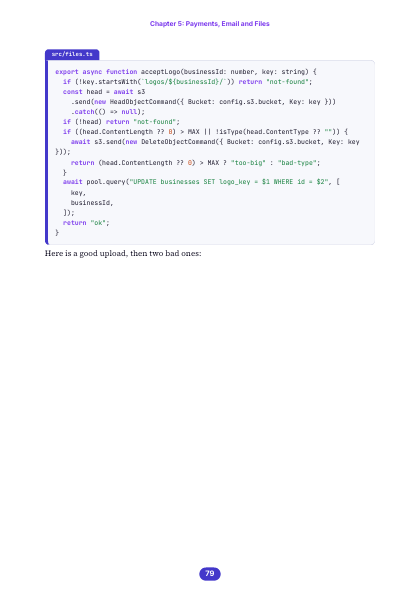 Chapter 5: Payments, Email and Files
src/files.ts
export async function acceptLogo(businessId: number, key: string) {
  if (!key.startsWith(`logos/${businessId}/`)) return "not-found";
  const head = await s3
    .send(new HeadObjectCommand({ Bucket: config.s3.bucket, Key: key }))
    .catch(() => null);
  if (!head) return "not-found";
  if ((head.ContentLength ?? 0) > MAX || !isType(head.ContentType ?? "")) {
    await s3.send(new DeleteObjectCommand({ Bucket: config.s3.bucket, Key: key
}));
    return (head.ContentLength ?? 0) > MAX ? "too-big" : "bad-type";
  }
  await pool.query("UPDATE businesses SET logo_key = $1 WHERE id = $2", [
    key,
    businessId,
  ]);
  return "ok";
}
Here is a good upload, then two bad ones:
79